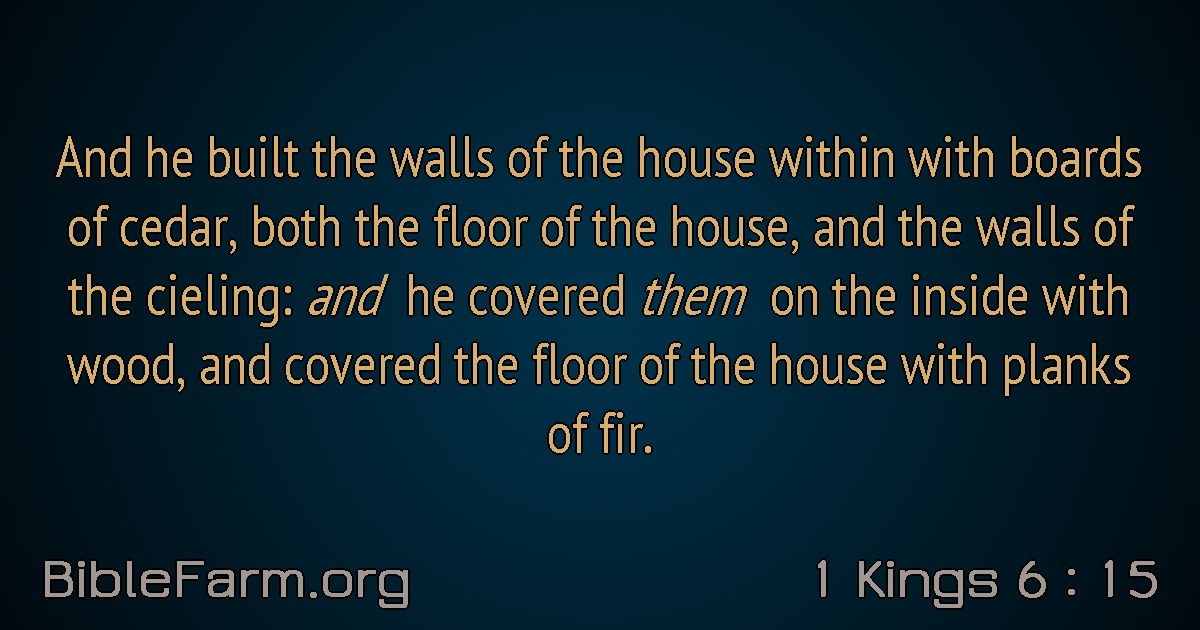 And he built the walls of the house within with boards
of cedar, both the floor of the house, and the walls of
the cieling: and he covered them on the inside with
wood, and covered the floor of the house with planks
of fir.
BibleFarm.org
1 Kings 6 : 15